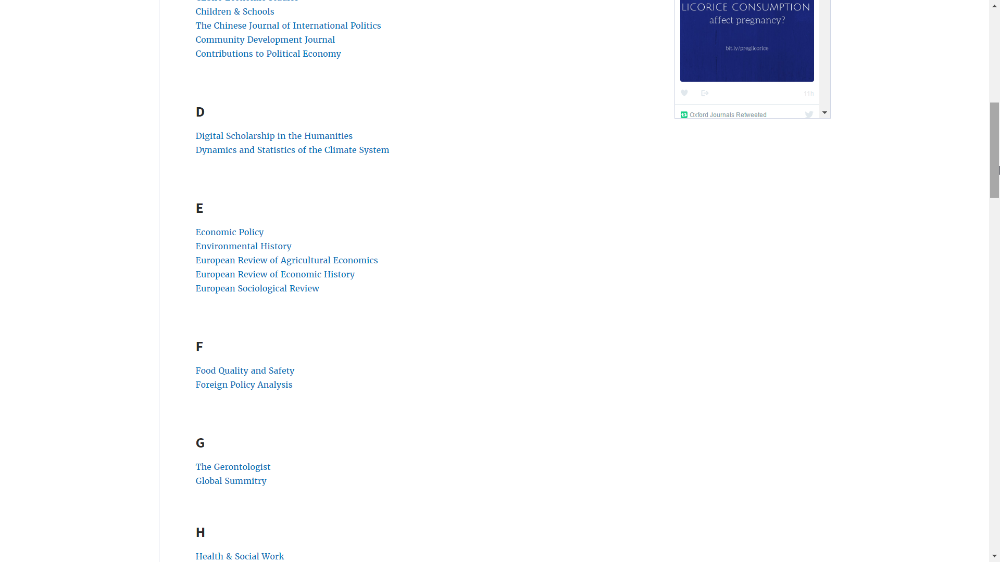 Children & Schools
The Chinese Journal of International Politics
Community Development Journal
Contributions to Political Economy
D
Digital Scholarship in the Humanities
Dynamics and Statistics of the Climate System
E
Economic Policy
Environmental History
European Review of Agricultural Economics
European Review of Economic History
European Sociological Review
F
Food Quality and Safety
Foreign Policy Analysis
G
The Gerontologist
Global Summitry
H
Health & Social Work
LICORICE CONSUMPTION
affect pregnancy?
bit.ly/preglicorice
11h
Oxford Journals Retweeted